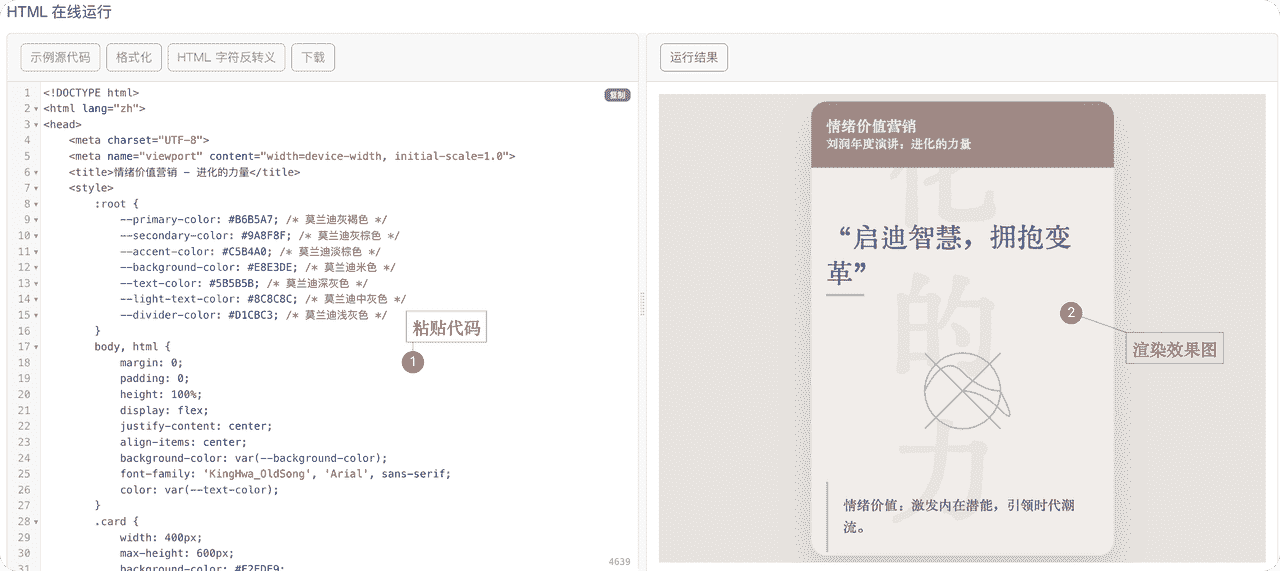 HTML 在线运行
示例源代码 格式化 HTML 字符反转义 下载
复制
1 <!DOCTYPE html>
2 <html lang="zh">
3 <head>
4 <meta charset="UTF-8">
5 <meta name="viewport" content="width=device-width, initial-scale=1.0">
6 <title>情绪价值营销 - 进化的力量</title>
7 <style>
8 :root {
9 --primary-color: #B6B5A7; /* 莫兰迪灰褐色 */
10 --secondary-color: #9A8F8F; /* 莫兰迪灰棕色 */
11 --accent-color: #C5B4A0; /* 莫兰迪淡棕色 */
12 --background-color: #E8E3DE; /* 莫兰迪米色 */
13 --text-color: #5B5B5B; /* 莫兰迪深灰色 */
14 --light-text-color: #8C8C8C; /* 莫兰迪中灰色 */
15 --divider-color: #D1CBC3; /* 莫兰迪浅灰色 */
16 }
17 body, html {
18 margin: 0;
19 padding: 0;
20 height: 100%;
21 display: flex;
22 justify-content: center;
23 align-items: center;
24 background-color: var(--background-color);
25 font-family: 'KingHwa_OldSong', 'Arial', sans-serif;
26 color: var(--text-color);
27 }
28 .card {
29 width: 400px;
30 max-height: 600px;
31 background-color: #F2EDE9;
4639
粘贴代码
1
运行结果
情绪价值营销
刘润年度演讲：进化的力量
化
的
力
“启迪智慧，拥抱变
革”
2
渲染效果图
情绪价值：激发内在潜能，引领时代潮
流。